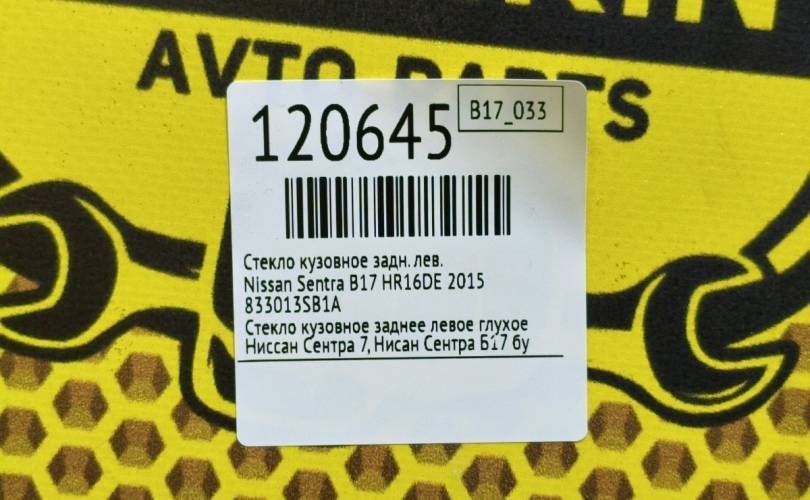 AVTO PARTS
120645
B17_033
Стекло кузовное задн. лев.
Nissan Sentra B17 HR16DE 2015
833013SB1A
Стекло кузовное заднее левое глухое
Ниссан Сентра 7, Нисан Сентра Б17 бу